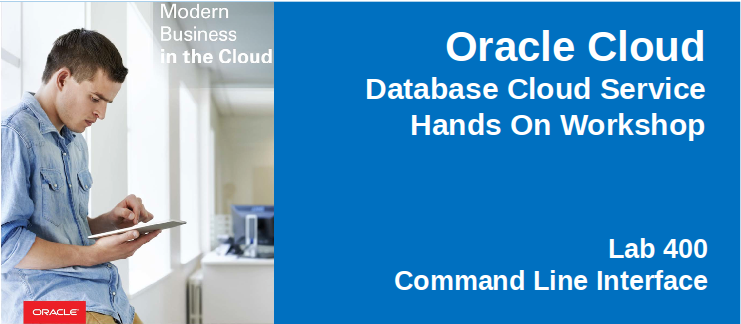 Modern
Business
in the Cloud
Oracle Cloud
Database Cloud Service
Hands On Workshop
Lab 400
Command Line Interface
ORACLE